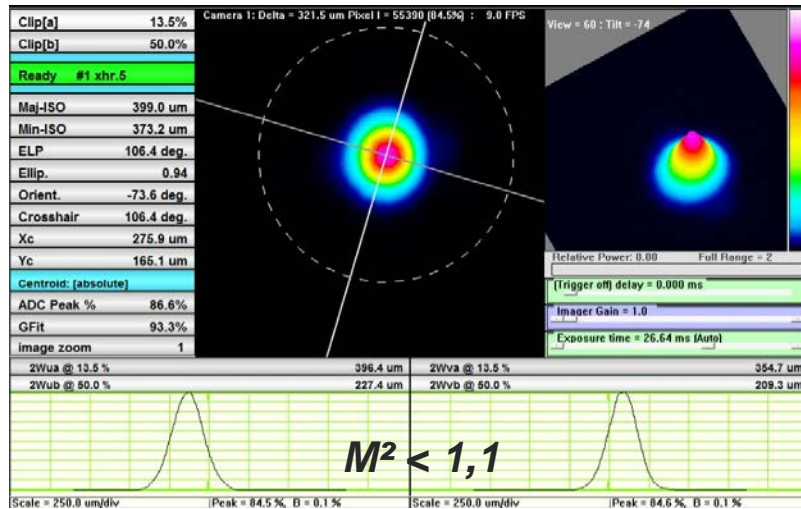 Clip[a] 13.5%
Clip[b] 50.0%
Ready #1 xhr.5
Maj-ISO 399.0 um
Min-ISO 373.2 um
ELP 106.4 deg.
Ellip. 0.94
Orient. -73.6 deg.
Crosshair 106.4 deg.
Xc 275.9 um
Yc 165.1 um
Centroid: [absolute]
ADC Peak % 86.6%
GFit 93.3%
image zoom 1
Camera 1: Delta = 321.5 um Pixel I = 55390 (84.5%) : 9.0 FPS
View = 60 : Tilt = -74
Relative Power: 0.00 Full Range = 2
(Trigger off) delay = 0.000 ms
Imager Gain = 1.0
Exposure time = 26.64 ms (Auto)
2Wua @ 13.5 % 396.4 um
2Wub @ 50.0 % 227.4 um
2Wva @ 13.5 % 354.7 um
2Wvb @ 50.0 % 209.3 um
M² < 1,1
Scale = 250.0 um/div Peak = 84.5 %, B = 0.1 %
Scale = 250.0 um/div Peak = 84.6 %, B = 0.1 %